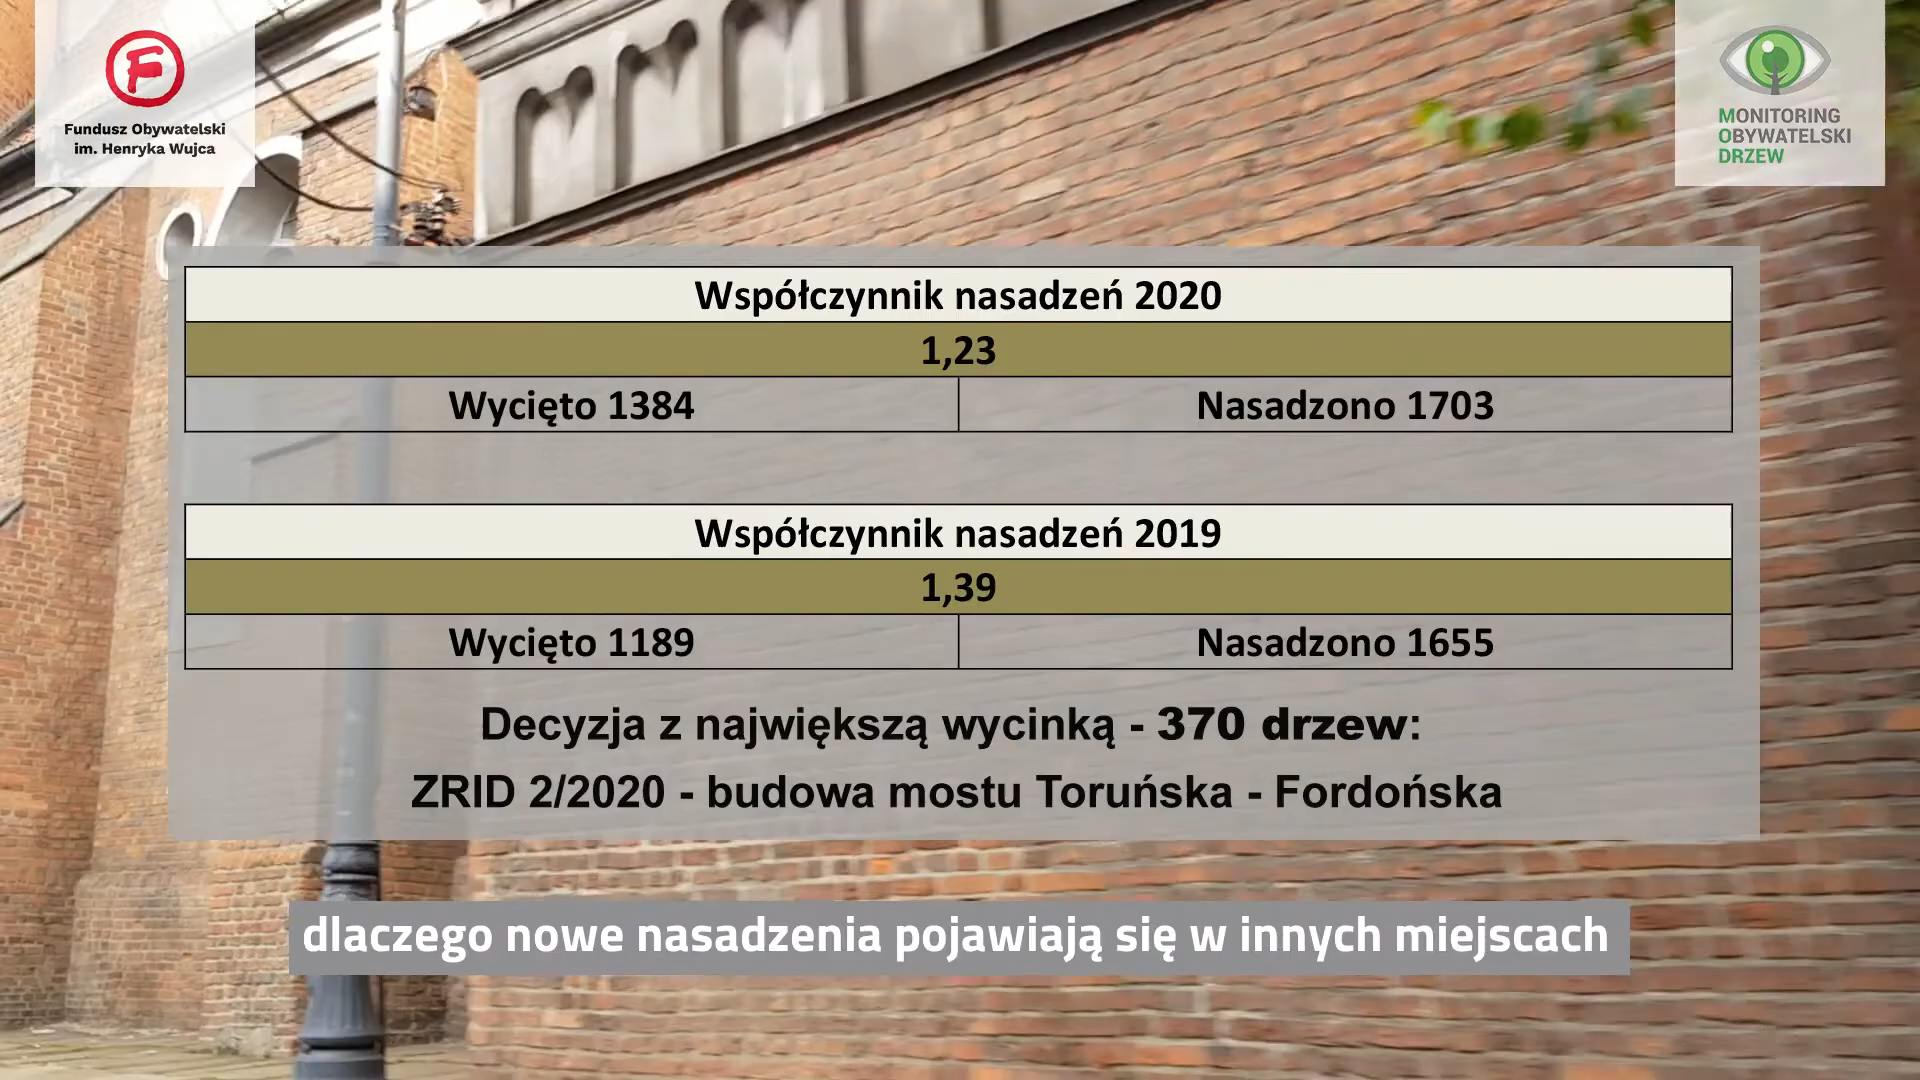 Fundusz Obywatelski
im. Henryka Wujca
MONITORING
OBYWATELSKI
DRZEW
Współczynnik nasadzeń 2020
1,23
Wycięto 1384 Nasadzono 1703
Współczynnik nasadzeń 2019
1,39
Wycięto 1189 Nasadzono 1655
Decyzja z największą wycinką - 370 drzew:
ZRID 2/2020 - budowa mostu Toruńska - Fordońska
dlaczego nowe nasadzenia pojawiają się w innych miejscach